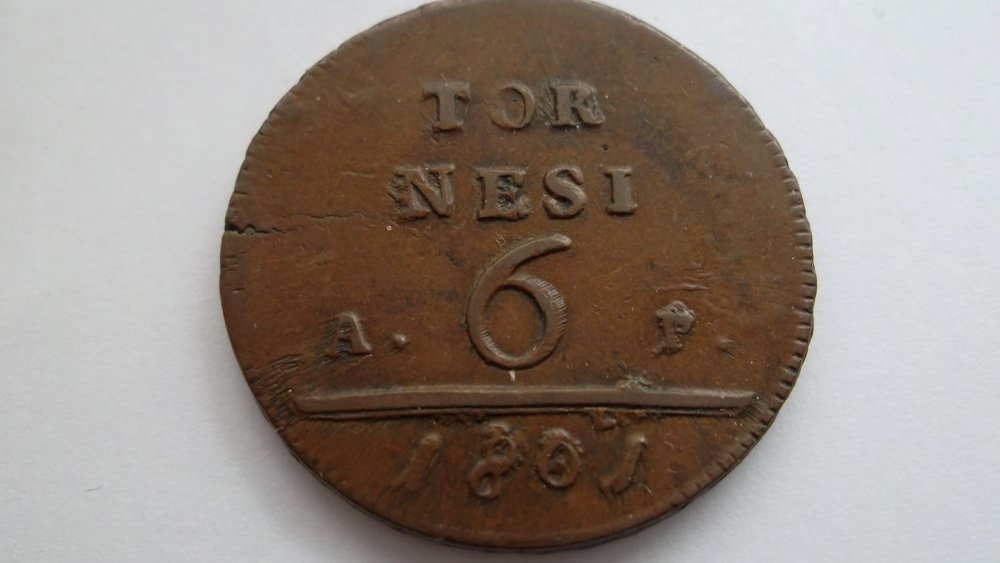 TOR
NESI
6
A. P.
1801